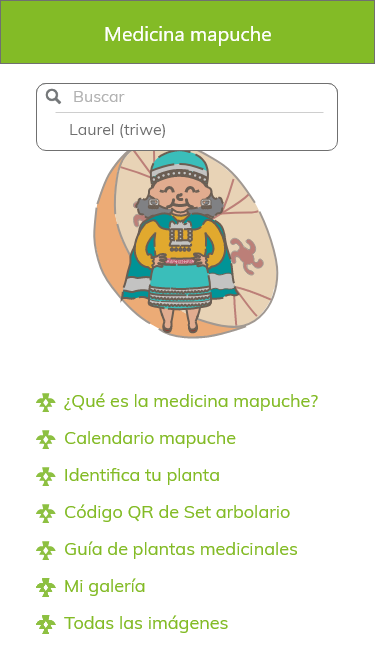 Medicina mapuche
Buscar
Laurel (triwe)
¿Qué es la medicina mapuche?
Calendario mapuche
Identifica tu planta
Código QR de Set arbolario
Guía de plantas medicinales
Mi galería
Todas las imágenes